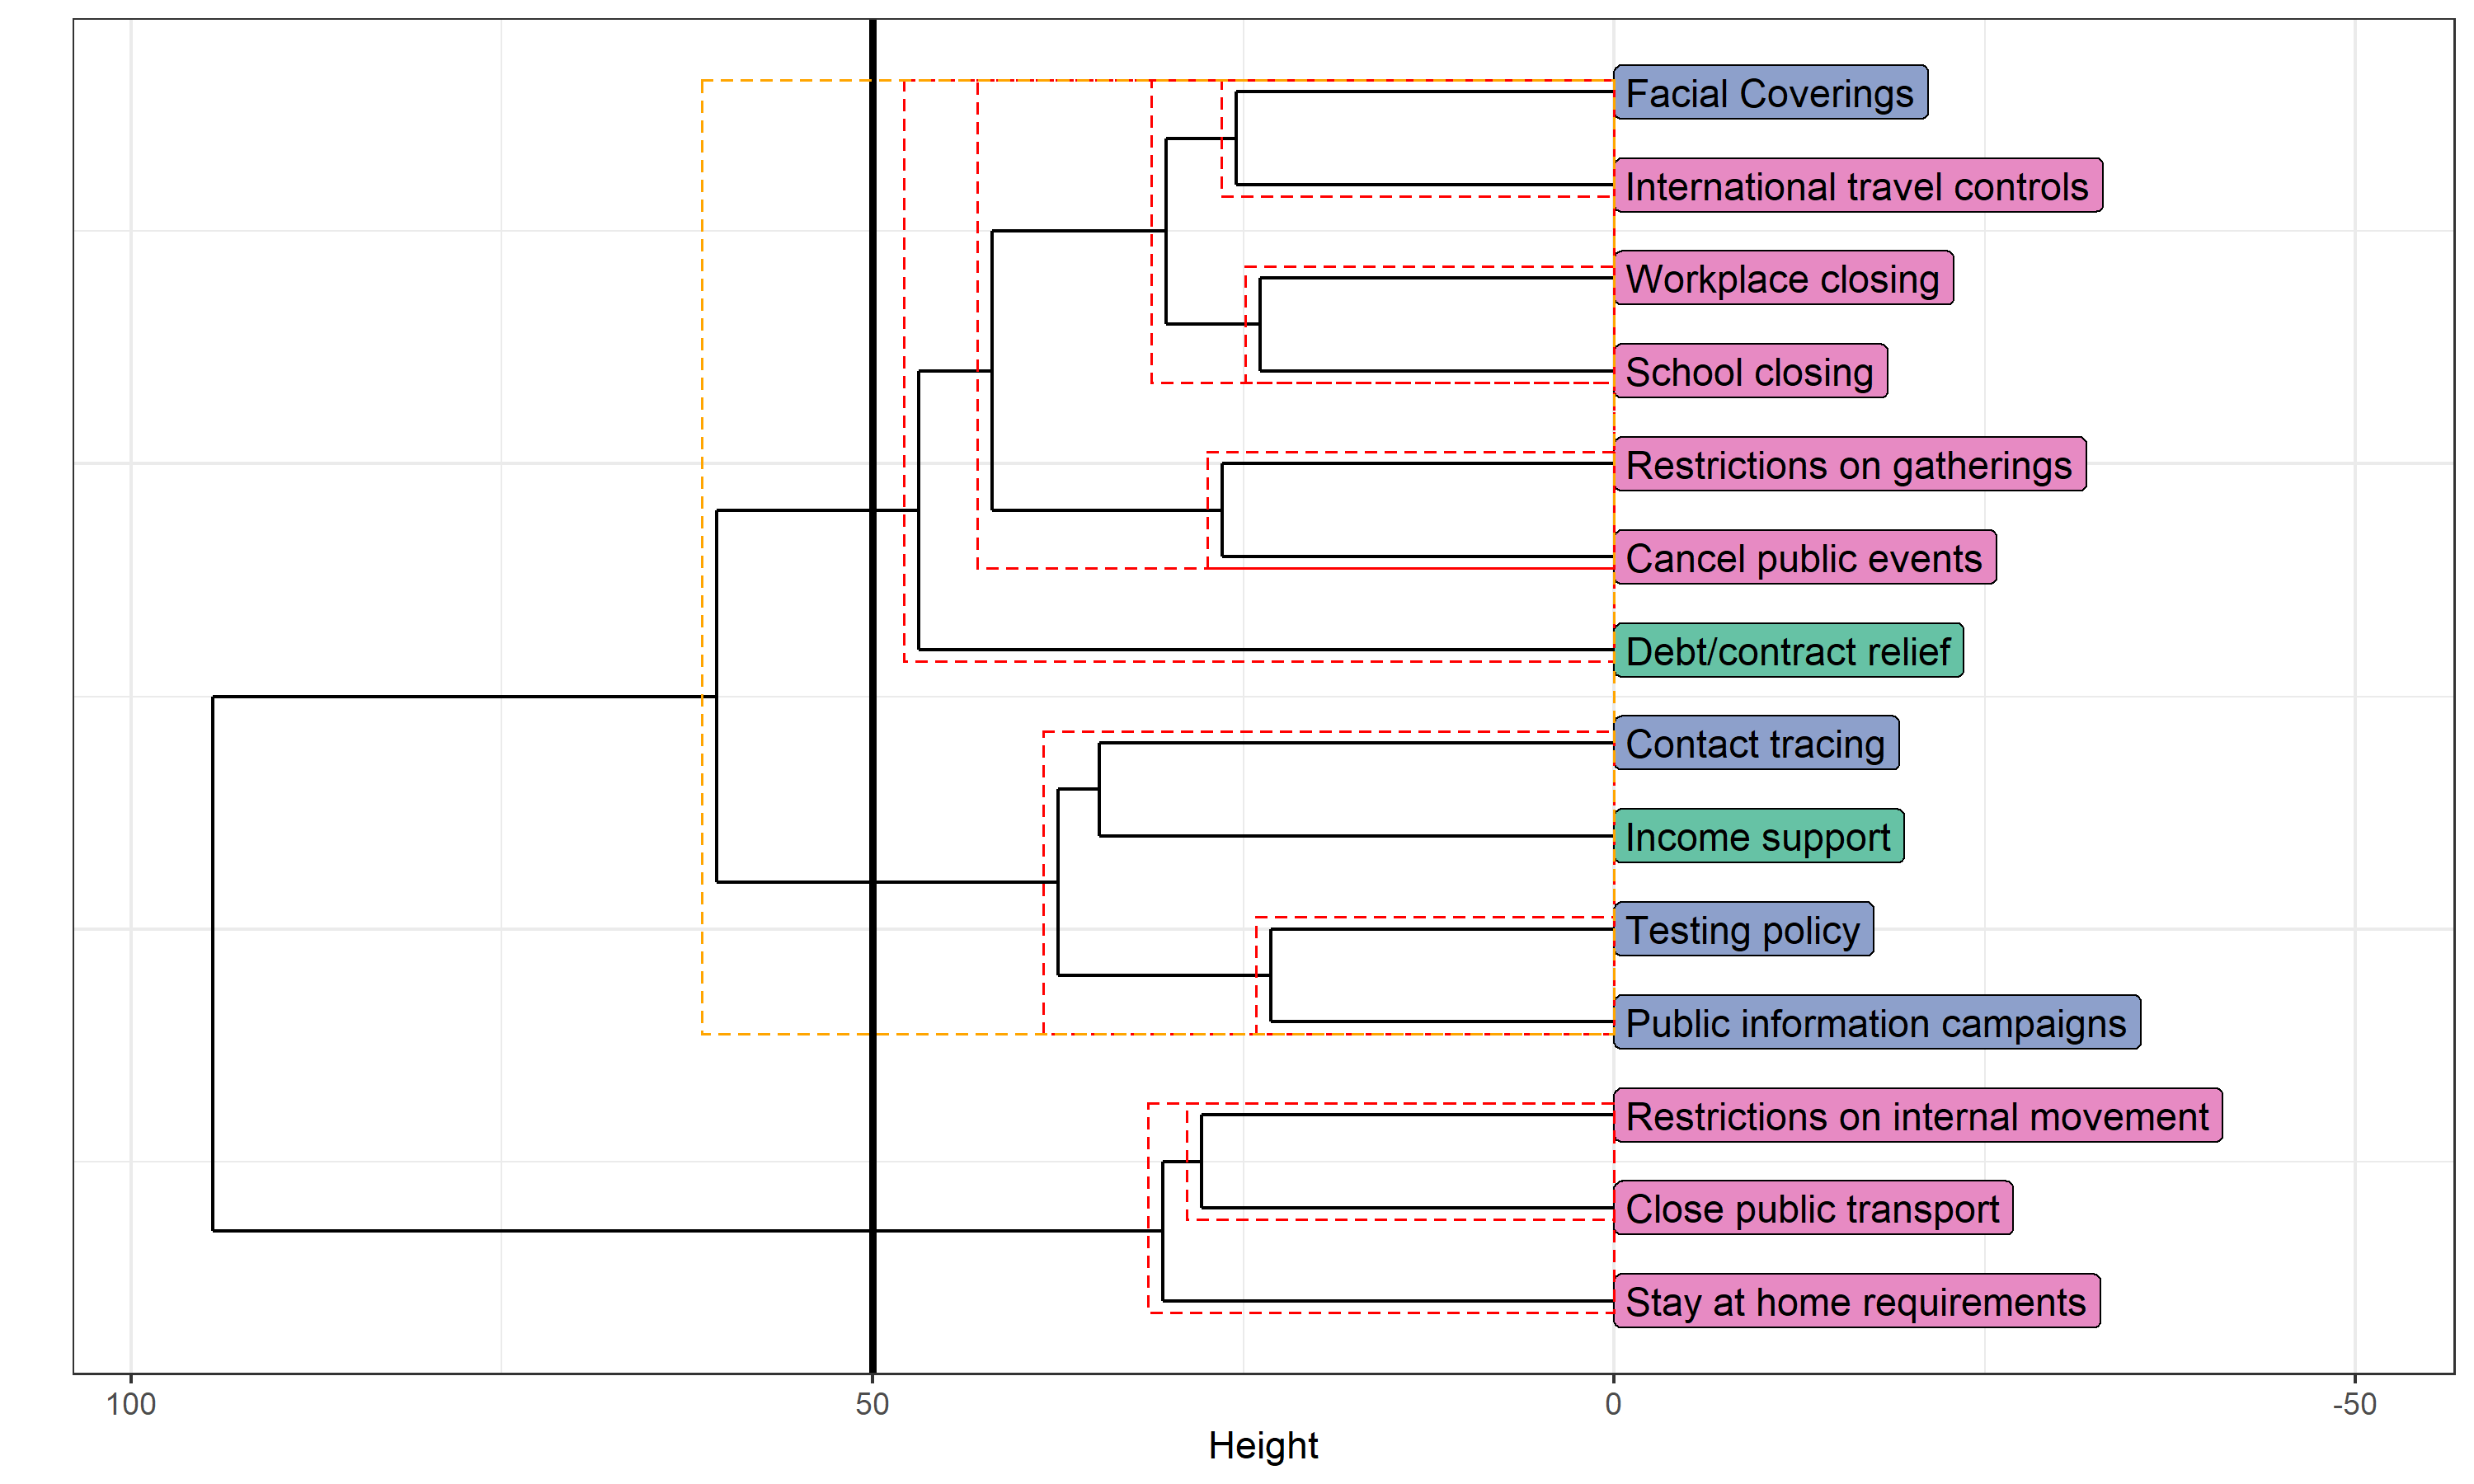 Facial Coverings
International travel controls
Workplace closing
School closing
Restrictions on gatherings
Cancel public events
Debt/contract relief
Contact tracing
Income support
Testing policy
Public information campaigns
Restrictions on internal movement
Close public transport
Stay at home requirements
100 50 0 -50
Height